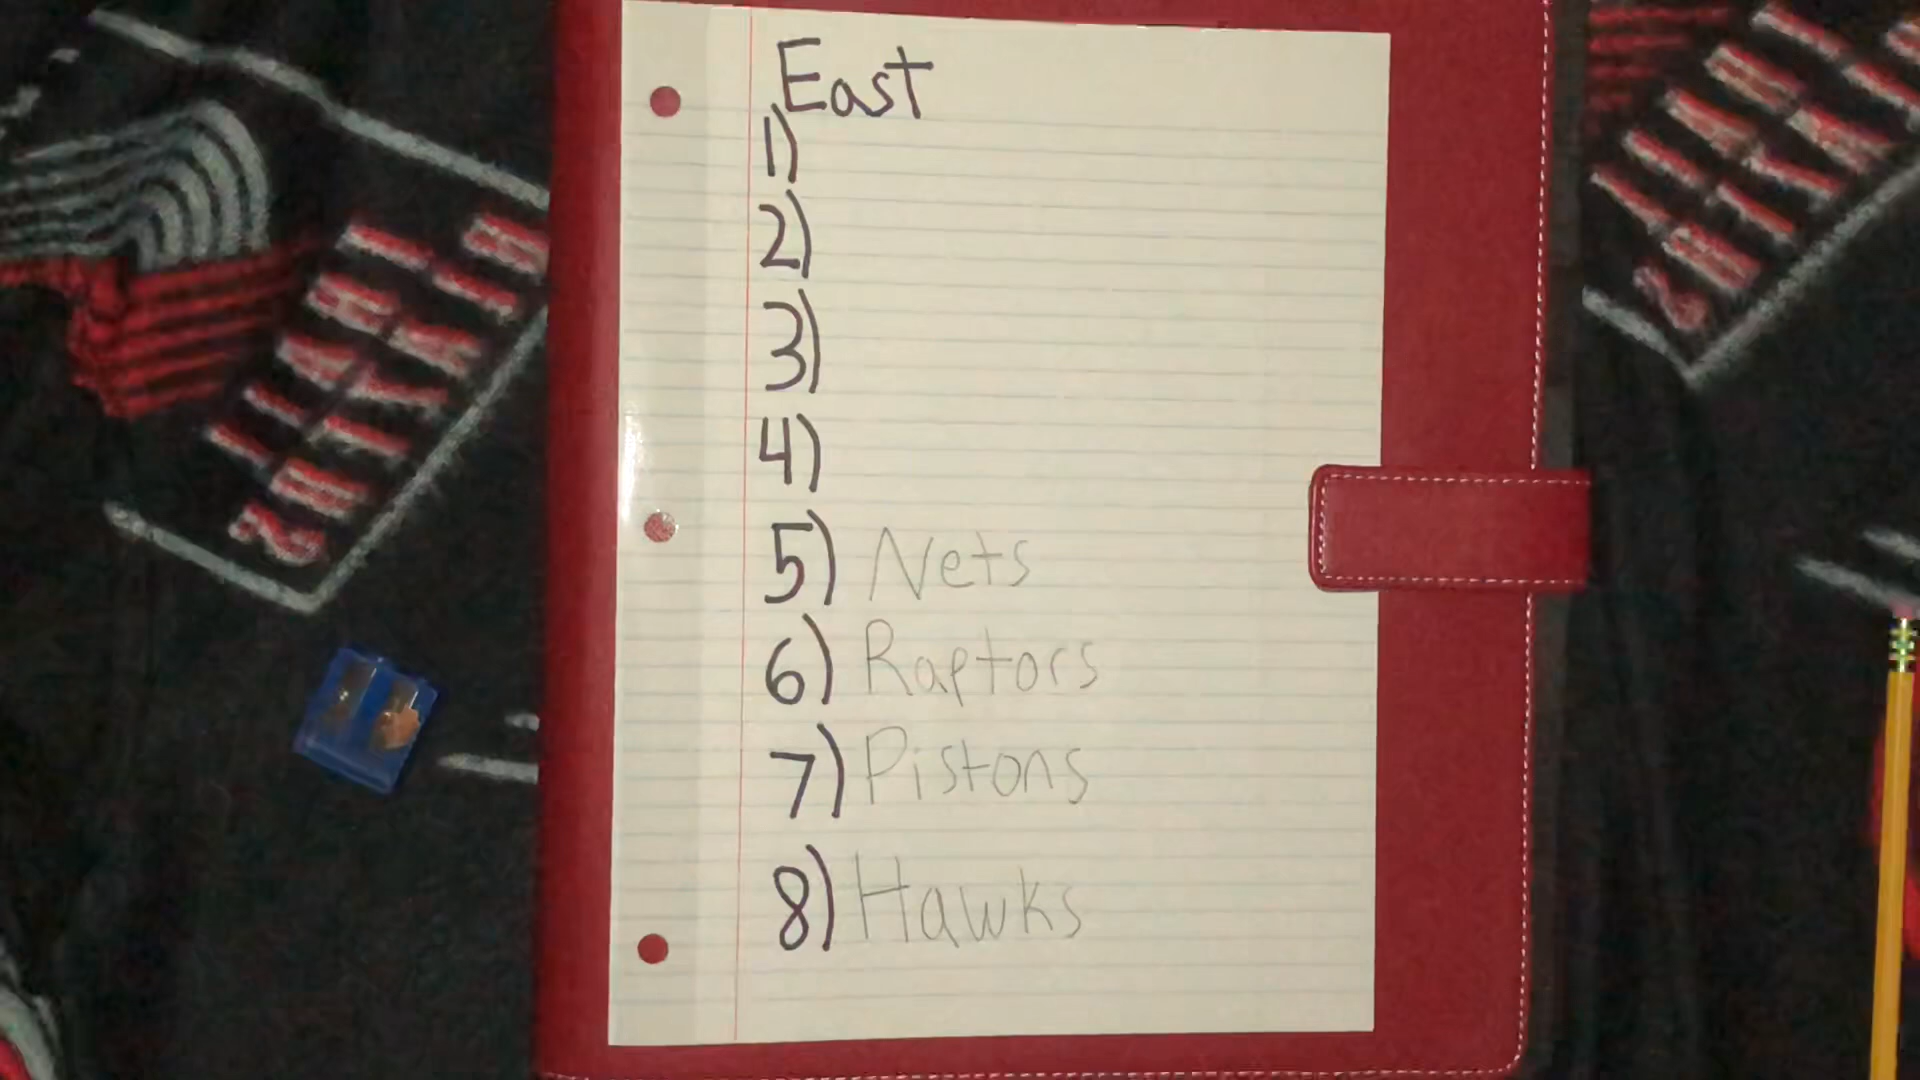 East
1)
2)
3)
4)
5) Nets
6) Raptors
7) Pistons
8) Hawks